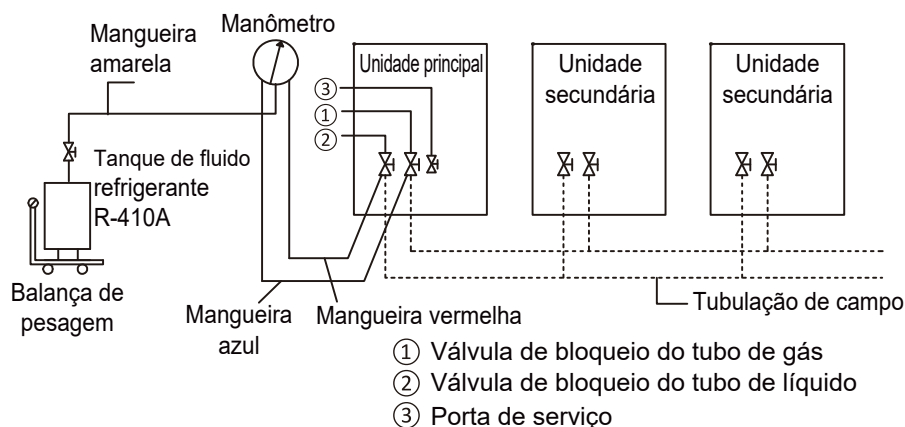 Manômetro
Mangueira
amarela
Unidade principal
Unidade
secundária
Unidade
secundária
③
①
②
Tanque de fluido
refrigerante
R-410A
Balança de
pesagem
Mangueira
azul
Mangueira vermelha
Tubulação de campo
① Válvula de bloqueio do tubo de gás
② Válvula de bloqueio do tubo de líquido
③ Porta de serviço